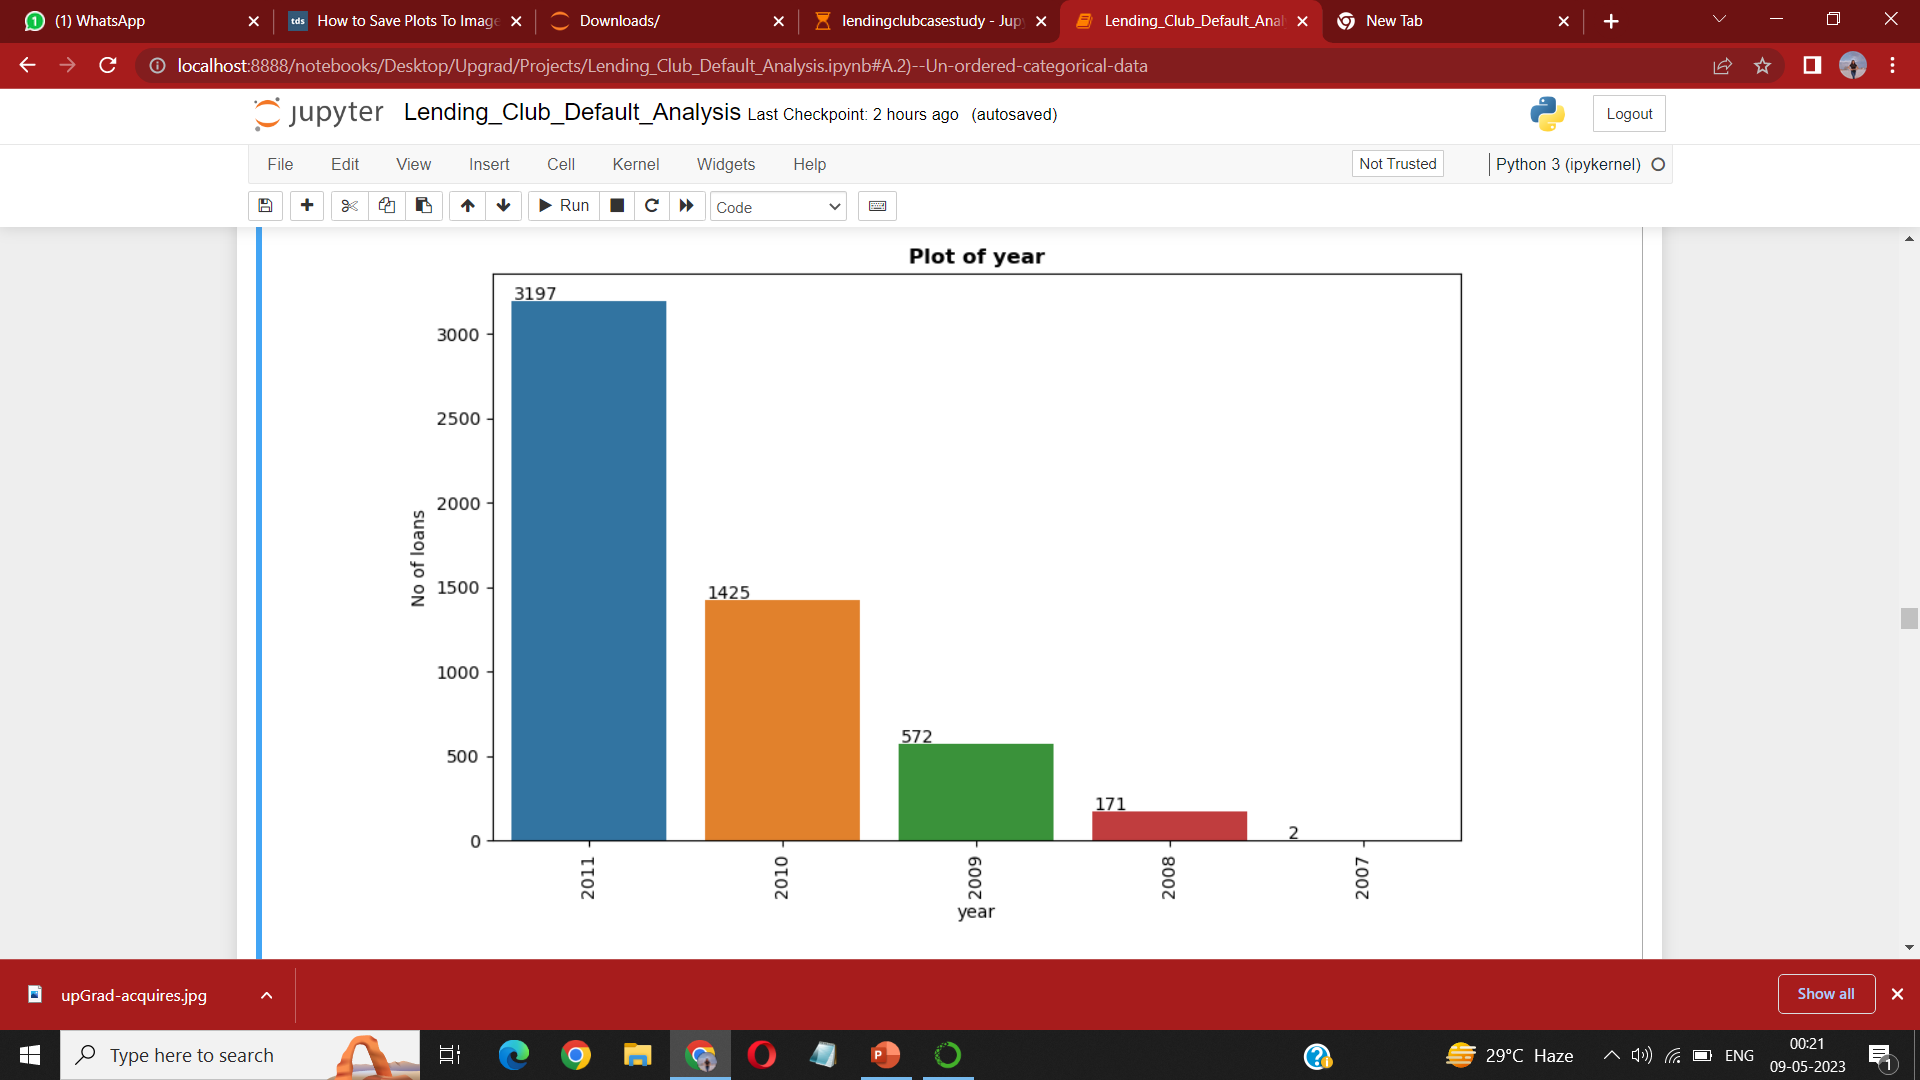 (1) WhatsApp
tds How to Save Plots To Image
Downloads/
lendingclubcasestudy - Jup
Lending_Club_Default_Anal
New Tab
localhost:8888/notebooks/Desktop/Upgrad/Projects/Lending_Club_Default_Analysis.ipynb#A.2)--Un-ordered-categorical-data
jupyter Lending_Club_Default_Analysis Last Checkpoint: 2 hours ago (autosaved)
Logout
File Edit View Insert Cell Kernel Widgets Help
Not Trusted
Python 3 (ipykernel)
Run
Code
Plot of year
3197
3000
2500
2000
1500
1000
500
0
No of loans
1425
572
171
2
2011
2010
2009
2008
2007
year
upGrad-acquires.jpg
Show all
Type here to search
29°C Haze
ENG
00:21
09-05-2023
1